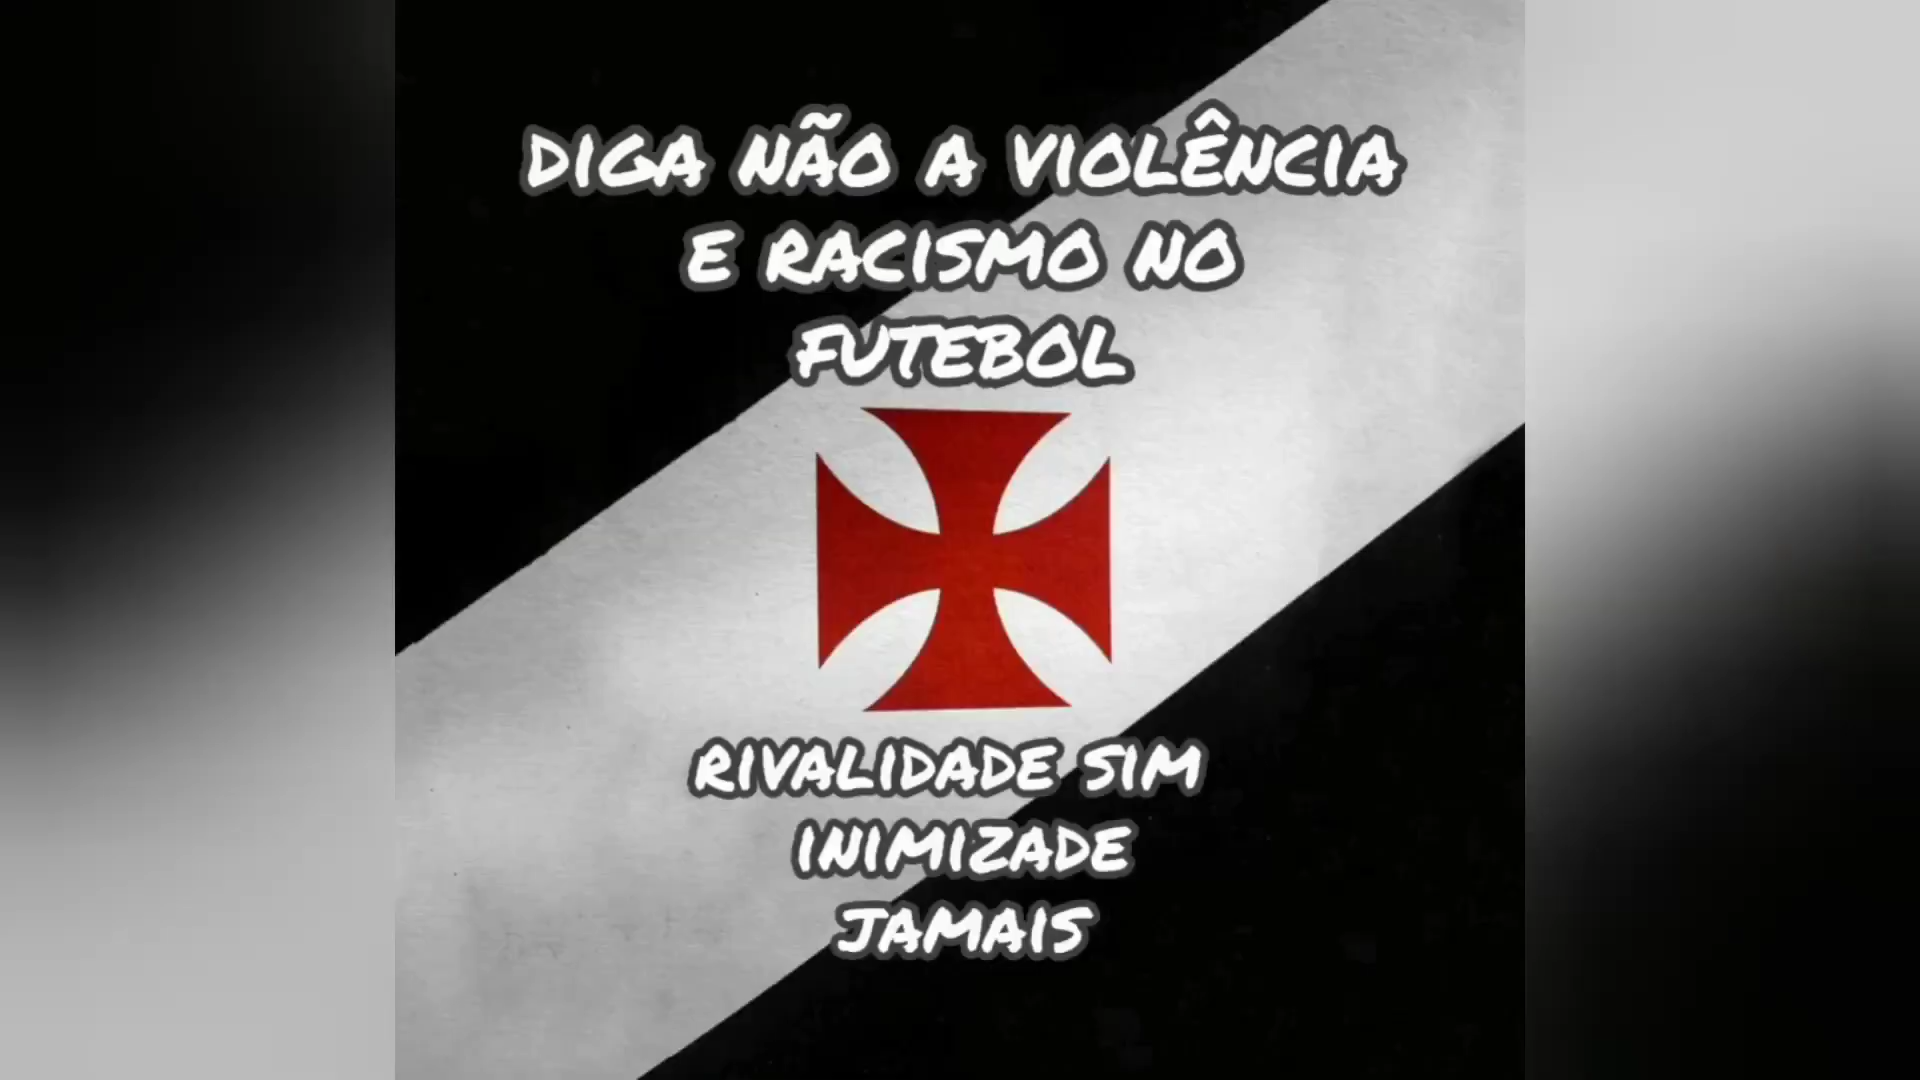 DIGA NÃO A VIOLÊNCIA
E RACISMO NO
FUTEBOL
RIVALIDADE SIM
INIMIZADE
JAMAIS